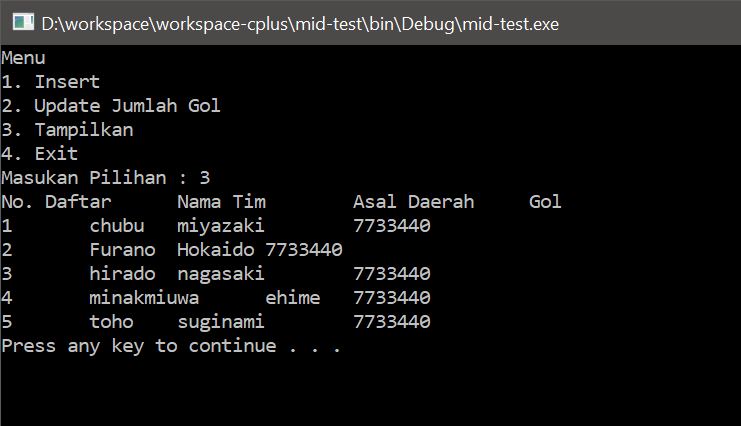 D:\workspace\workspace-cplus\mid-test\bin\Debug\mid-test.exe
Menu
1. Insert
2. Update Jumlah Gol
3. Tampilkan
4. Exit
Masukan Pilihan : 3
No. Daftar      Nama Tim        Asal Daerah     Gol
1       chubu   miyazaki        7733440
2       Furano  Hokaido 7733440
3       hirado  nagasaki        7733440
4       minakmiuwa      ehime   7733440
5       toho    suginami        7733440
Press any key to continue . . .